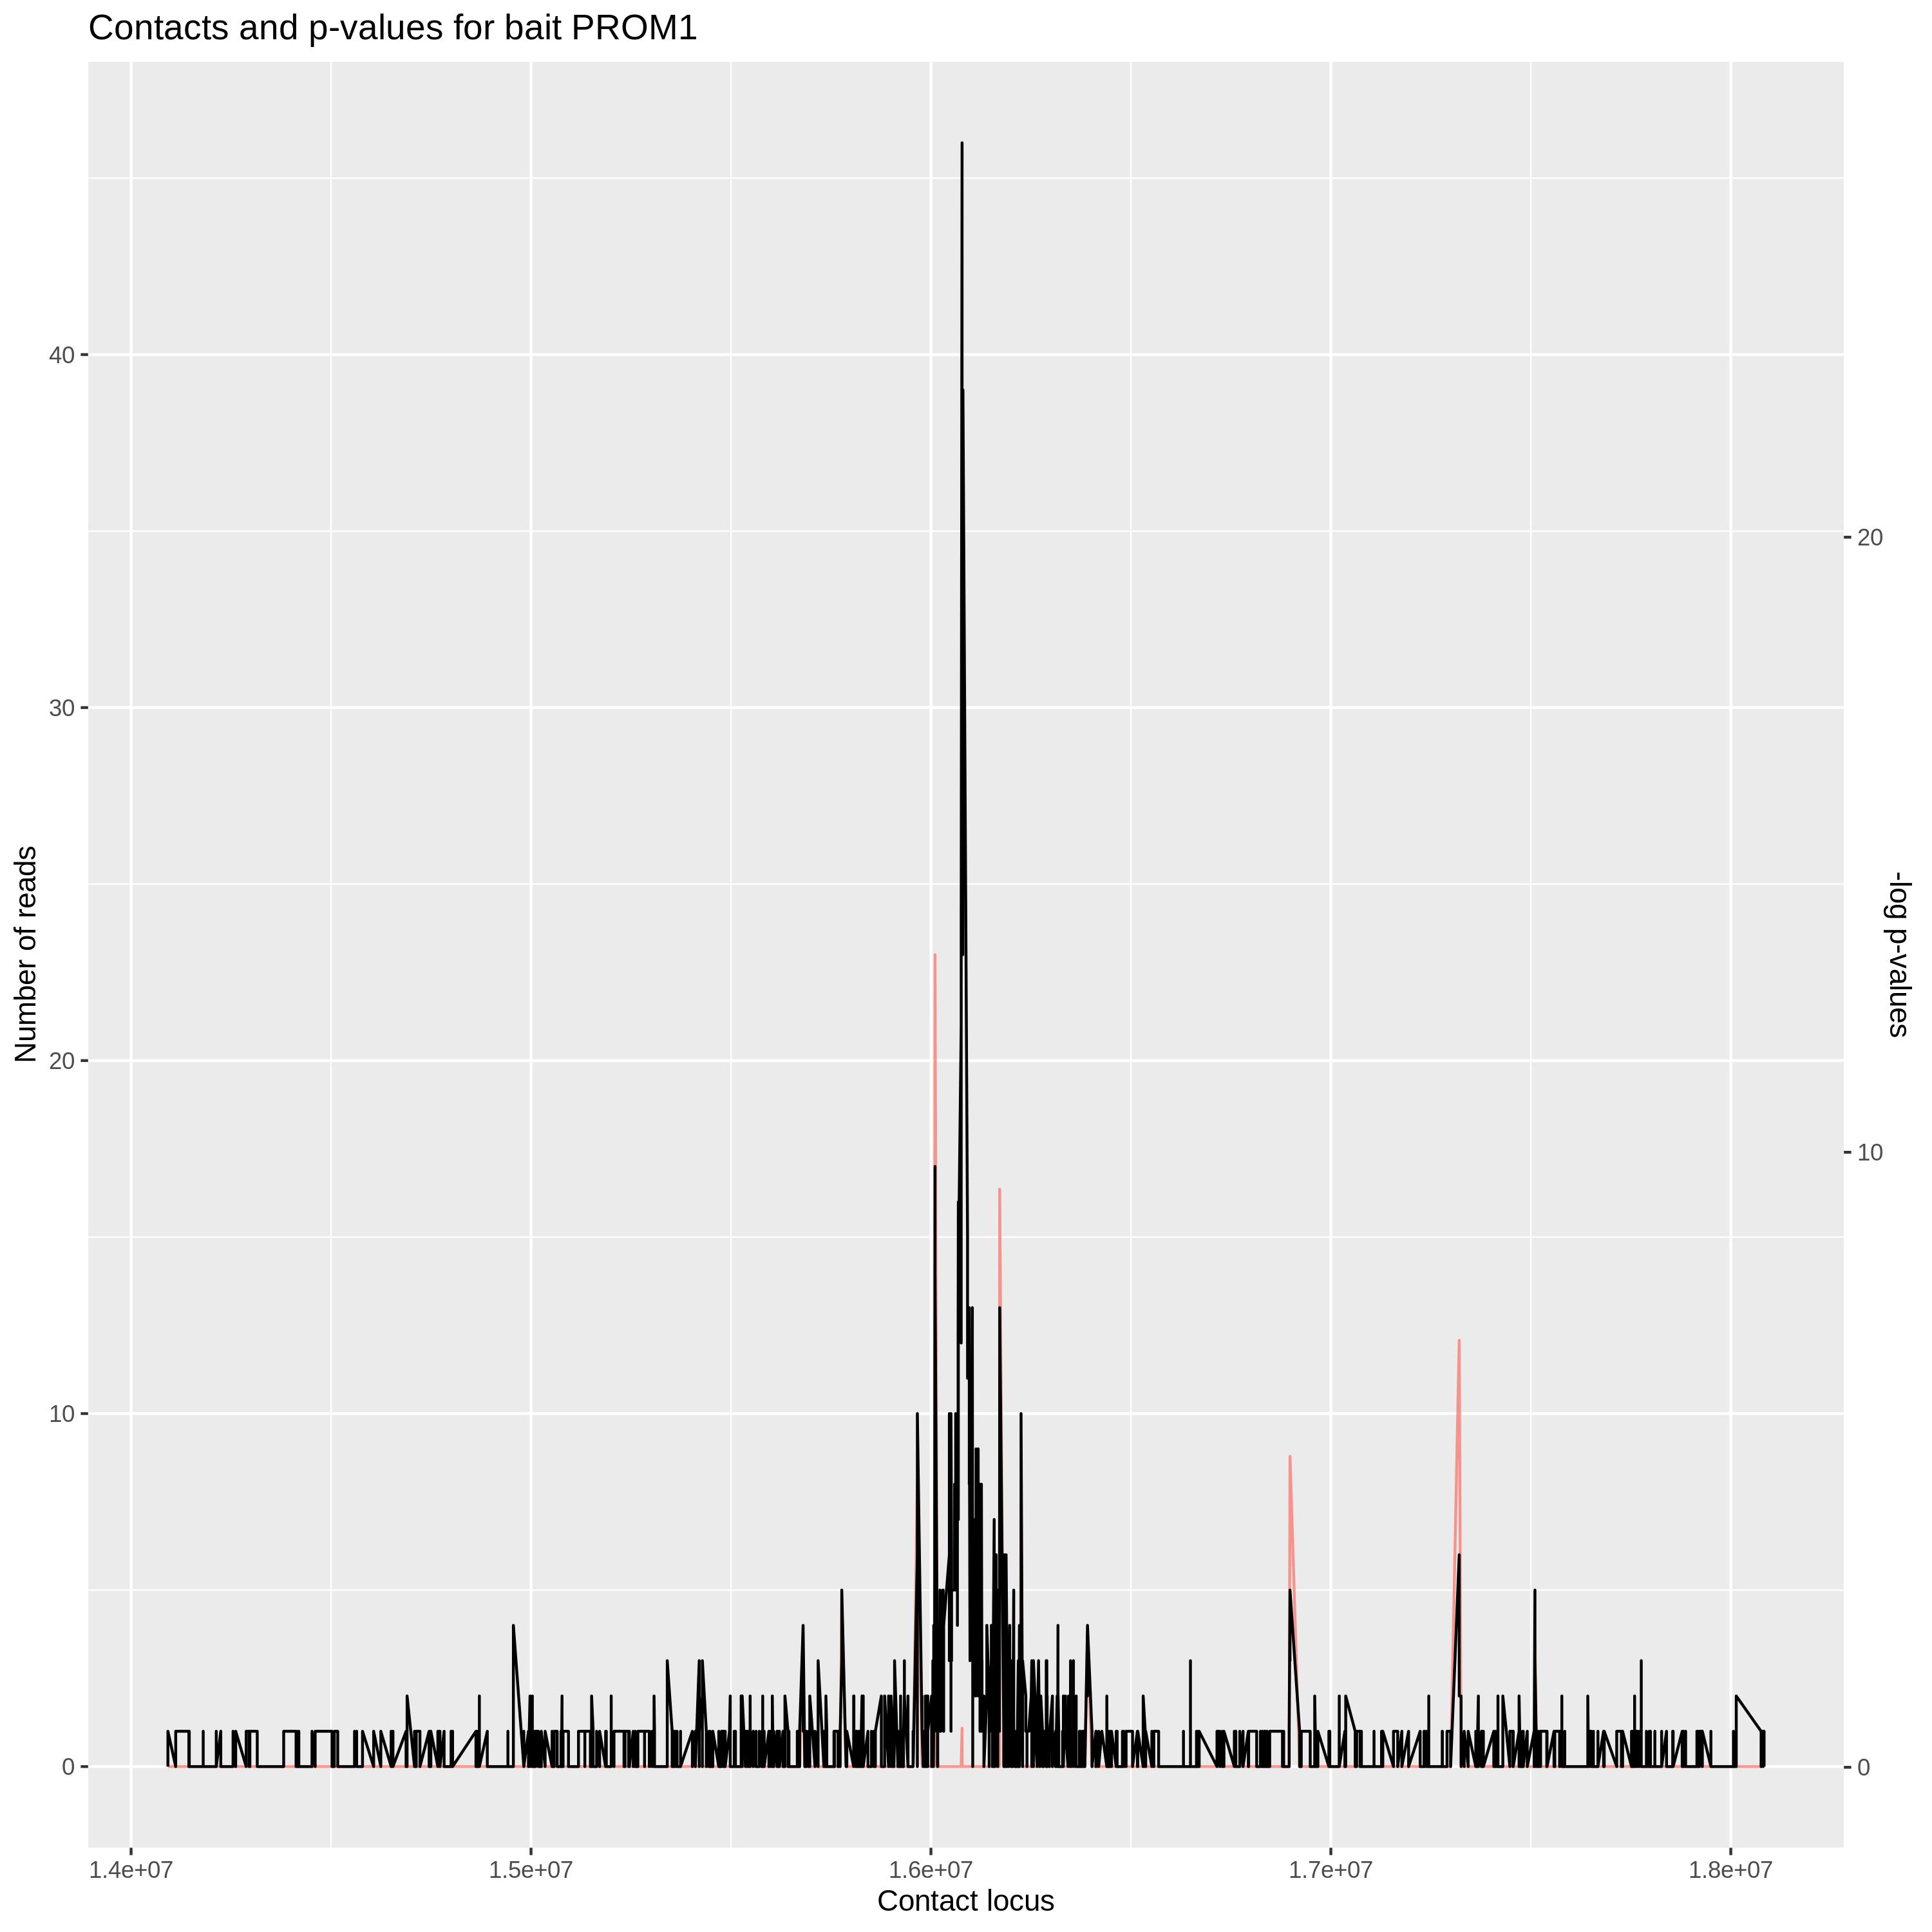 Contacts and p-values for bait PROM1
40
30
20
10
0
Number of reads
20
10
0
-log p-values
1.4e+07
1.5e+07
1.6e+07
1.7e+07
1.8e+07
Contact locus